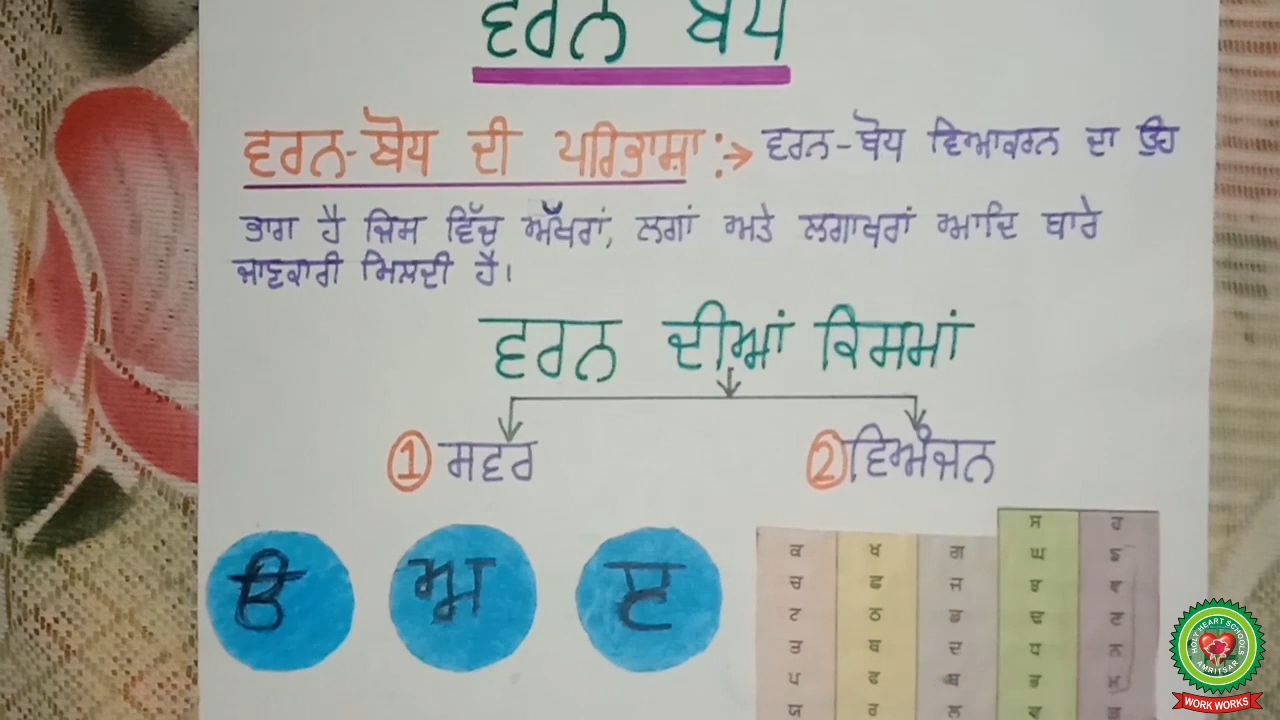 ਵਰਨ ਬੋਧ
ਵਰਨ-ਬੋਧ ਦੀ ਪਰਿਭਾਸ਼ਾ :→ ਵਰਨ-ਬੋਧ ਵਿਆਕਰਨ ਦਾ ਉਹ
ਭਾਗ ਹੈ ਜਿਸ ਵਿੱਚ ਅੱਖਰਾਂ, ਲਗਾਂ ਅਤੇ ਲਗਾਖਰਾਂ ਆਦਿ ਬਾਰੇ
ਜਾਣਕਾਰੀ ਮਿਲਦੀ ਹੈ।
ਵਰਨ ਦੀਆਂ ਕਿਸਮਾਂ
1 ਸਵਰ
2 ਵਿਅੰਜਨ
ੳ ਅ ੲ
ਸ ਹ
ਕ ਖ ਗ ਘ ਙ
ਚ ਛ ਜ ਝ ਞ
ਟ ਠ ਡ ਢ ਣ
ਤ ਥ ਦ ਧ ਨ
ਪ ਫ ਬ ਭ ਮ
ਯ ਰ ਲ ਵ ੜ
HOLY HEART SCHOOLS
AMRITSAR
WORK WORKS